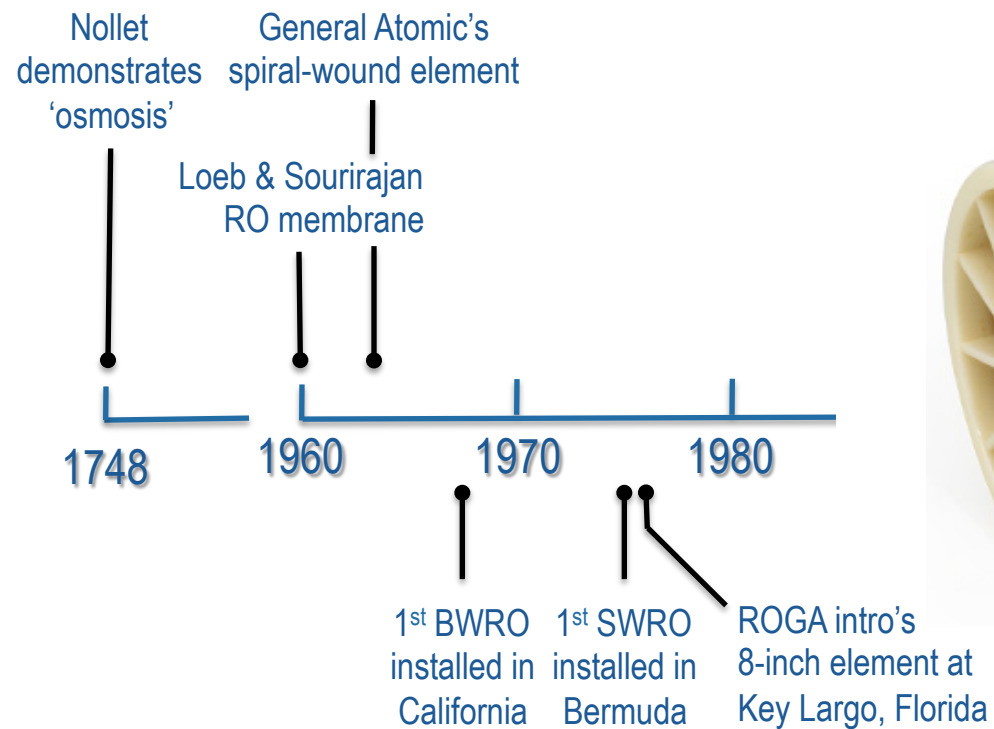 Nollet
demonstrates
‘osmosis’
General Atomic’s
spiral-wound element
Loeb & Sourirajan
RO membrane
1748
1960
1970
1980
1st BWRO
installed in
California
1st SWRO
installed in
Bermuda
ROGA intro’s
8-inch element at
Key Largo, Florida